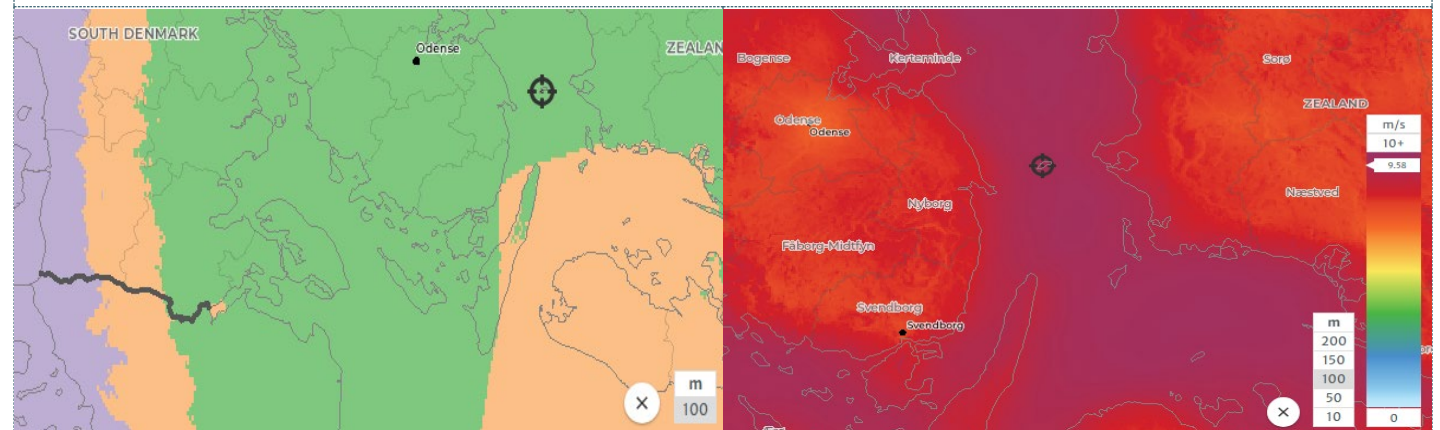 SOUTH DENMARK
Odense
ZEALAN
m
100
Bogense
Kerteminde
Sorø
ZEALAND
Odense
Odense
m/s
10+
9.58
Næstved
Nyborg
Fåborg-Midtfyn
Svendborg
Svendborg
m
200
150
100
50
10
0